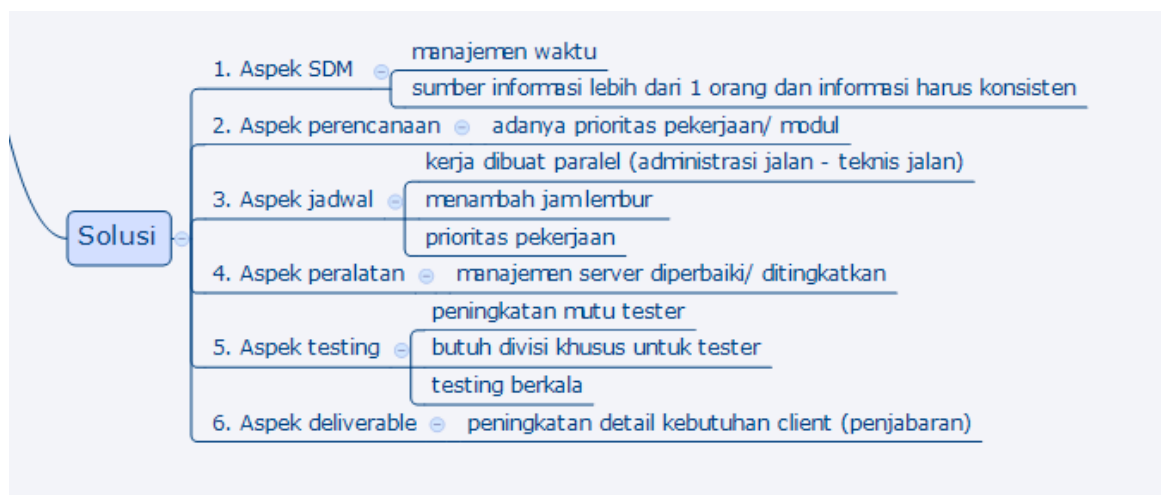 1. Aspek SDM
manajemen waktu
sumber informasi lebih dari 1 orang dan informasi harus konsisten
2. Aspek perencanaan
adanya prioritas pekerjaan/ modul
Solusi
3. Aspek jadwal
kerja dibuat paralel (administrasi jalan - teknis jalan)
menambah jam lembur
prioritas pekerjaan
4. Aspek peralatan
manajemen server diperbaiki/ ditingkatkan
5. Aspek testing
peningkatan mutu tester
butuh divisi khusus untuk tester
testing berkala
6. Aspek deliverable
peningkatan detail kebutuhan client (penjabaran)